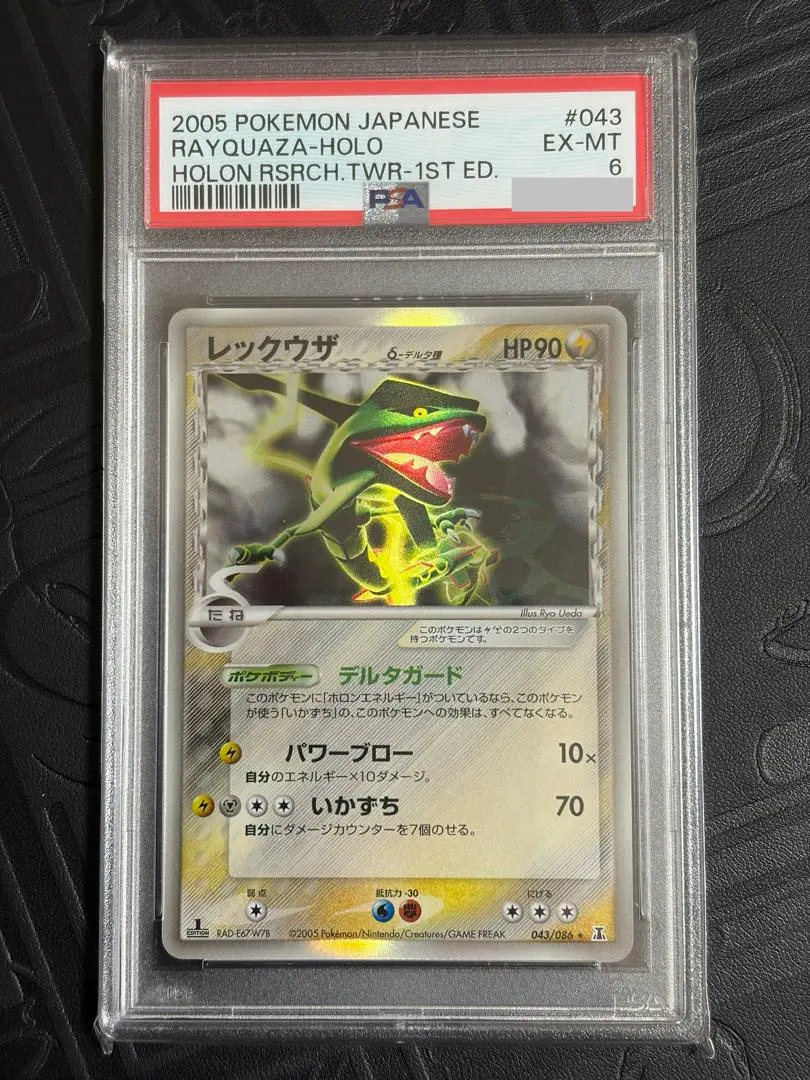 2005 POKEMON JAPANESE #043
RAYQUAZA-HOLO EX-MT
HOLON RSRCH.TWR-1ST ED. 6
PSA
レックウザ δ-デルタ種 HP90
たね
Illus.Ryo Ueda
このポケモンは の2つのタイプを
持つポケモンです。
ポケボディー デルタガード
このポケモンに「ホロンエネルギー」がついているなら、このポケモン
が使う「いかずち」の、このポケモンへの効果は、すべてなくなる。
パワーブロー 10×
自分のエネルギー×10ダメージ。
いかずち 70
自分にダメージカウンターを7個のせる。
弱点 抵抗力 -30 にげる
1 EDITION RAD-E67-W7B ©2005 Pokémon/Nintendo/Creatures/GAME FREAK 043/086 ★
PSA